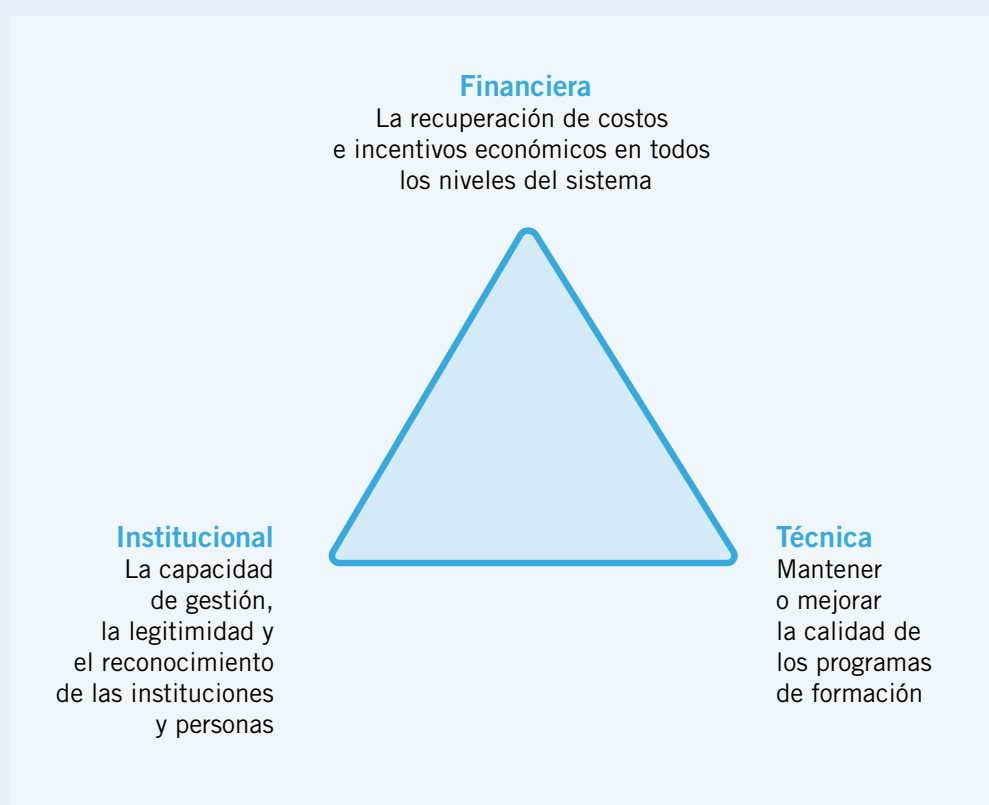 Financiera
La recuperación de costos
e incentivos económicos en todos
los niveles del sistema
Institucional
La capacidad
de gestión,
la legitimidad y
el reconocimiento
de las instituciones
y personas
Técnica
Mantener
o mejorar
la calidad de
los programas
de formación